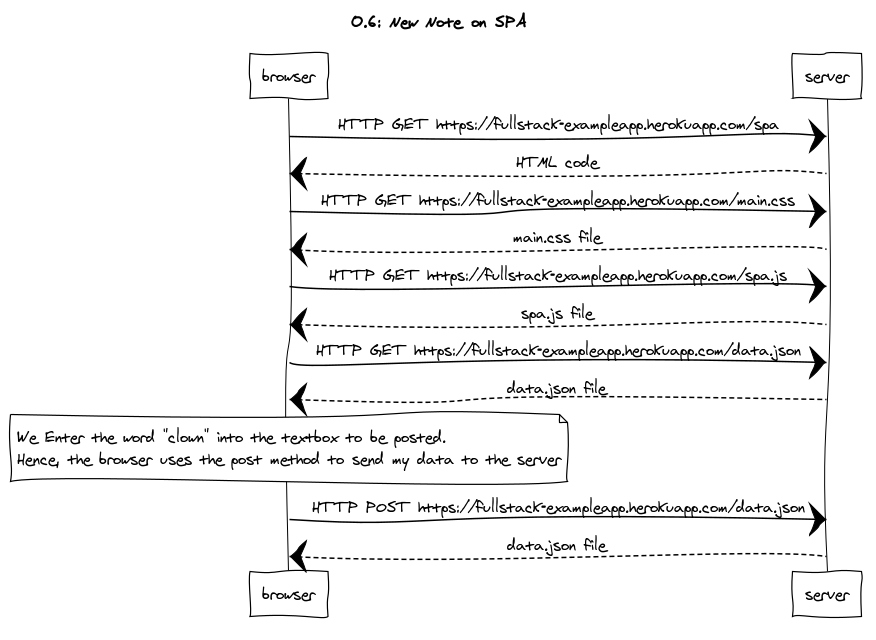 0.6: New Note on SPA
browser server
HTTP GET https://fullstack-exampleapp.herokuapp.com/spa
HTML code
HTTP GET https://fullstack-exampleapp.herokuapp.com/main.css
main.css file
HTTP GET https://fullstack-exampleapp.herokuapp.com/spa.js
spa.js file
HTTP GET https://fullstack-exampleapp.herokuapp.com/data.json
data.json file
We Enter the word "clown" into the textbox to be posted.
Hence, the browser uses the post method to send my data to the server
HTTP POST https://fullstack-exampleapp.herokuapp.com/data.json
data.json file
browser server